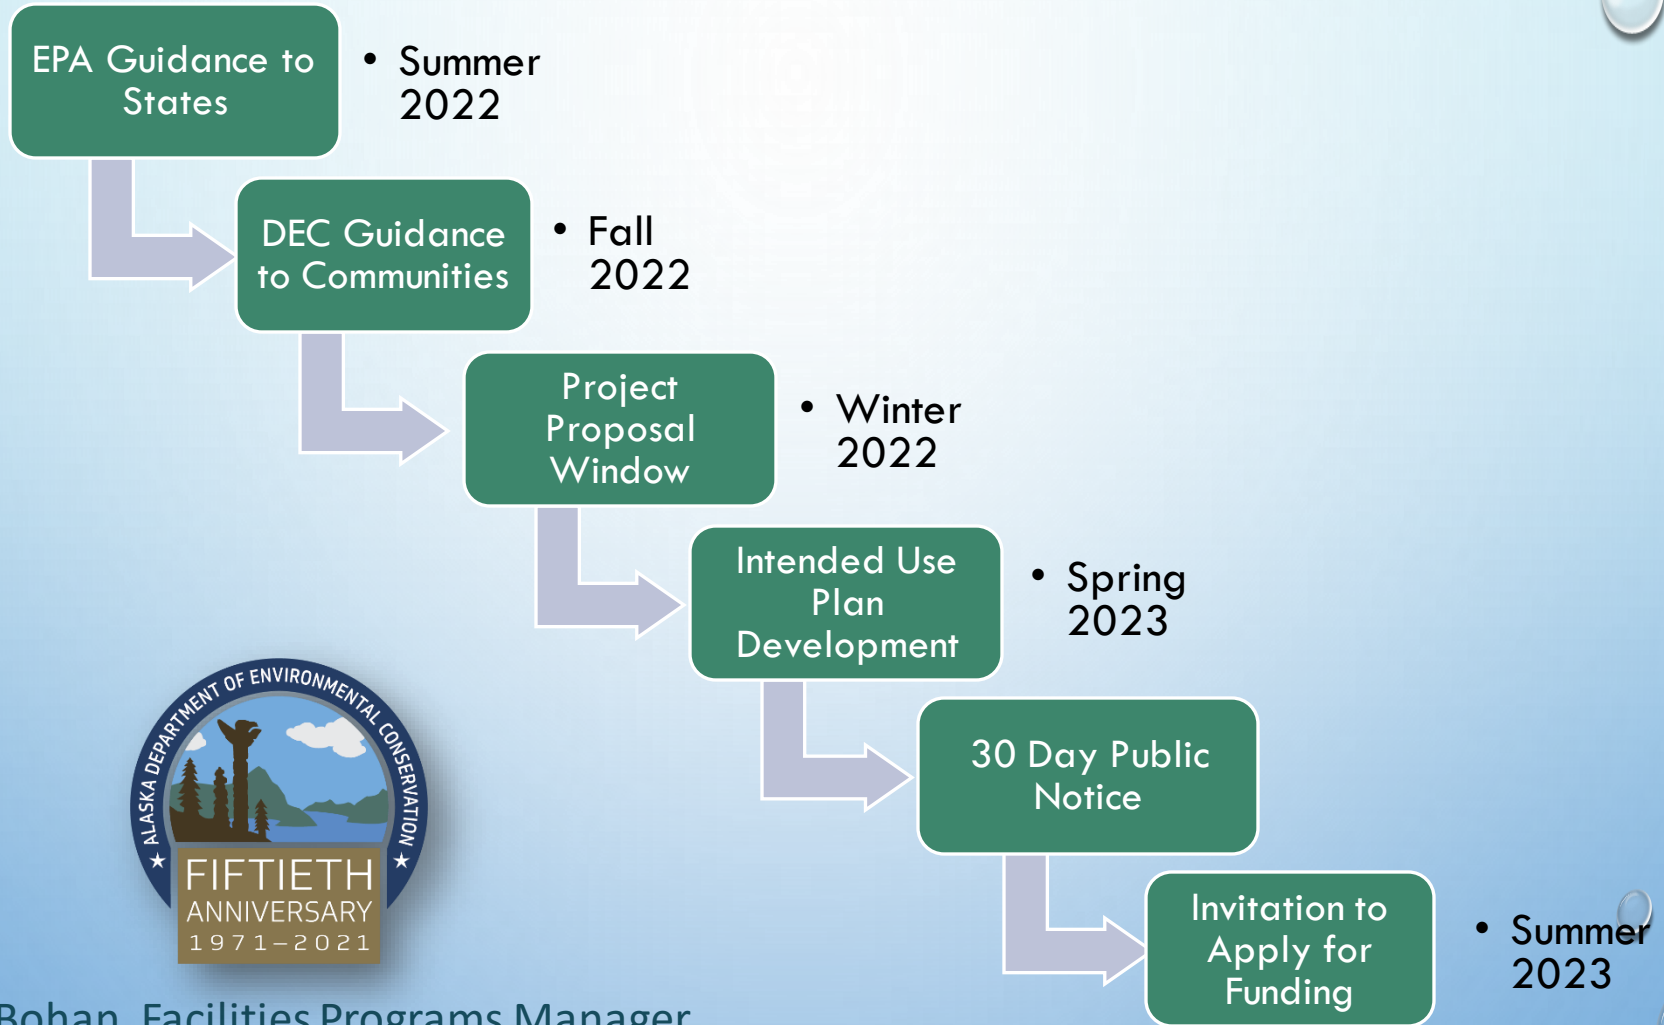 EPA Guidance to
States
• Summer
2022
DEC Guidance
to Communities
• Fall
2022
Project
Proposal
Window
• Winter
2022
Intended Use
Plan
Development
• Spring
2023
30 Day Public
Notice
Invitation to
Apply for
Funding
• Summer
2023
ALASKA DEPARTMENT OF ENVIRONMENTAL CONSERVATION
FIFTIETH
ANNIVERSARY
1971–2021
Bohan, Facilities Programs Manager